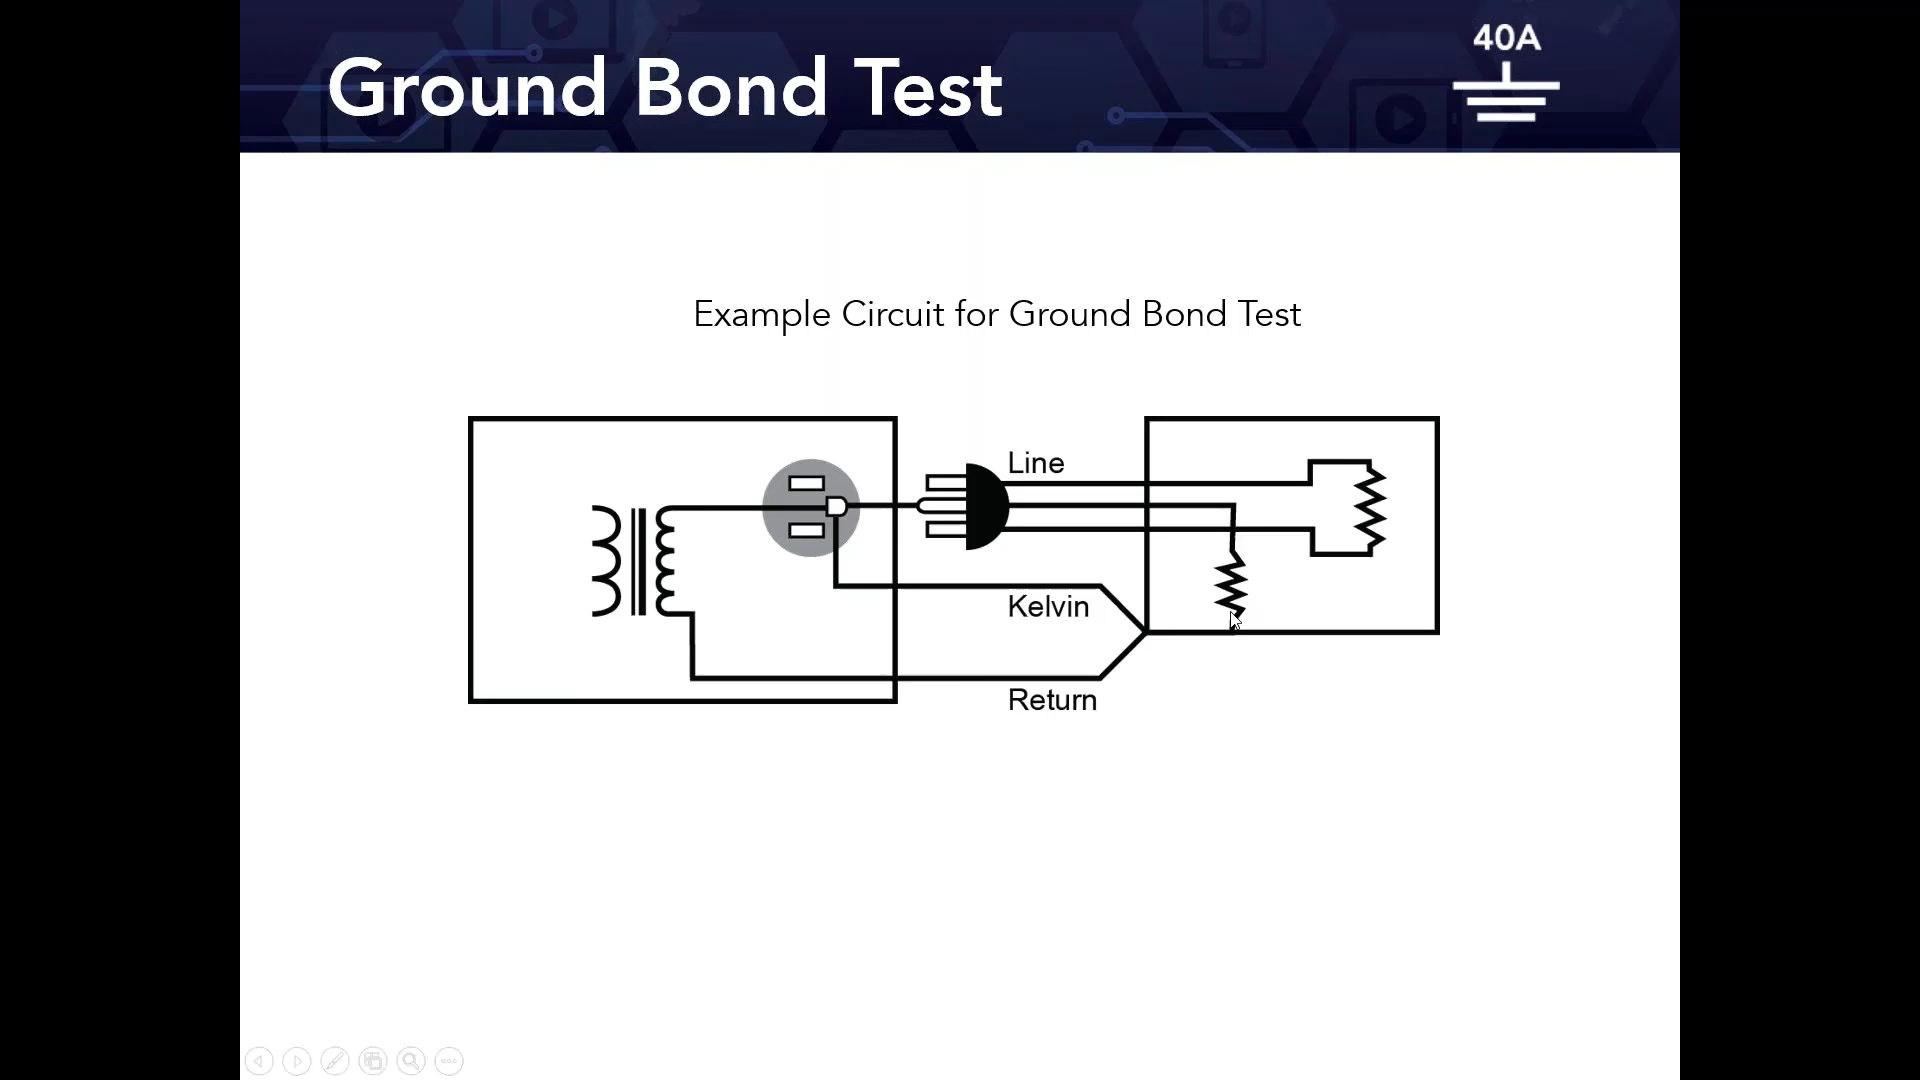 Ground Bond Test
40A
Example Circuit for Ground Bond Test
Line
Kelvin
Return